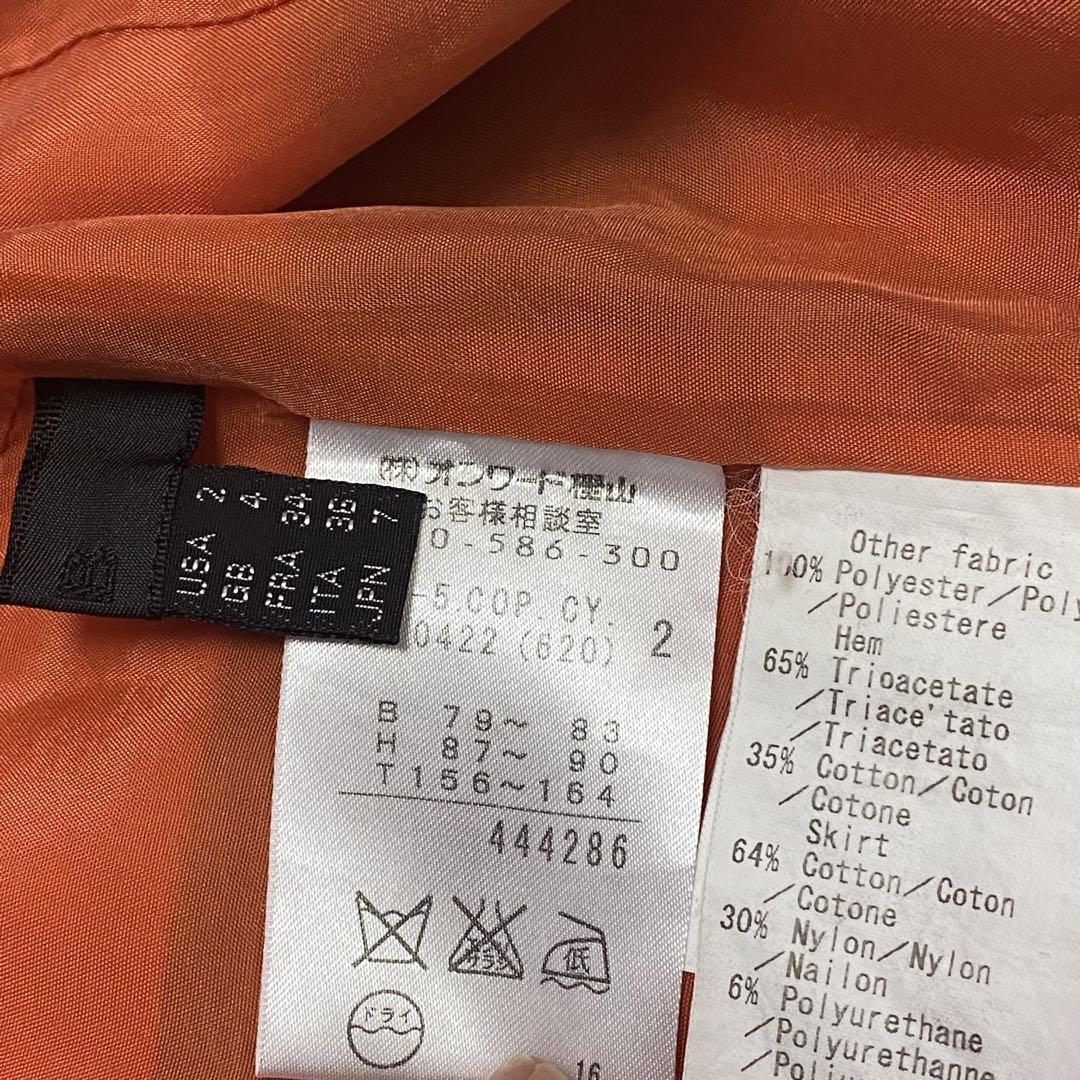 USA 2
GB 4
FRA 34
ITA 36
JPN 7
(株)オンワード樫山
お客様相談室
0-586-300
-5.COP.CY.
0422 (620) 2
B 79~ 83
H 87~ 90
T 156~164
444286
低
ドライ
16
Other fabric
100% Polyester/Poly
/Poliestere
Hem
65% Trioacetate
/Triace'tato
/Triacetato
35% Cotton/Coton
/Cotone
Skirt
64% Cotton/Coton
/Cotone
30% Nylon/Nylon
/Nailon
6% Polyurethane
/Polyurethanne